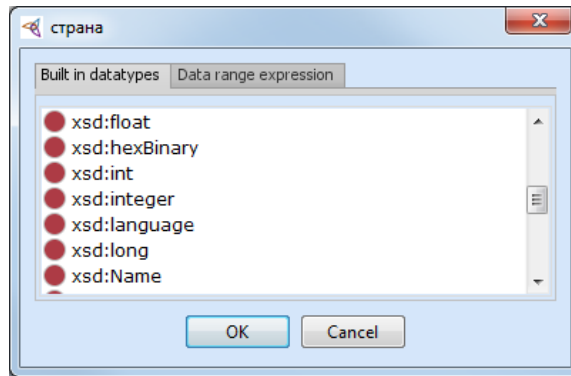 страна
Built in datatypes Data range expression
xsd:float
xsd:hexBinary
xsd:int
xsd:integer
xsd:language
xsd:long
xsd:Name
OK Cancel